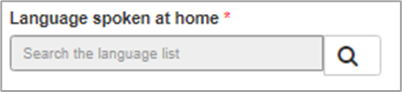 Language spoken at home *
Search the language list